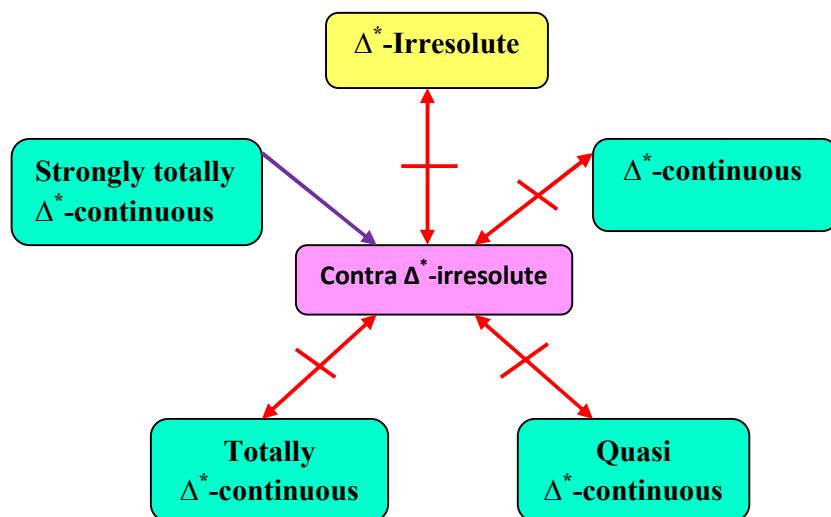 Δ*-Irresolute
Strongly totally
Δ*-continuous
Δ*-continuous
Contra Δ*-irresolute
Totally
Δ*-continuous
Quasi
Δ*-continuous